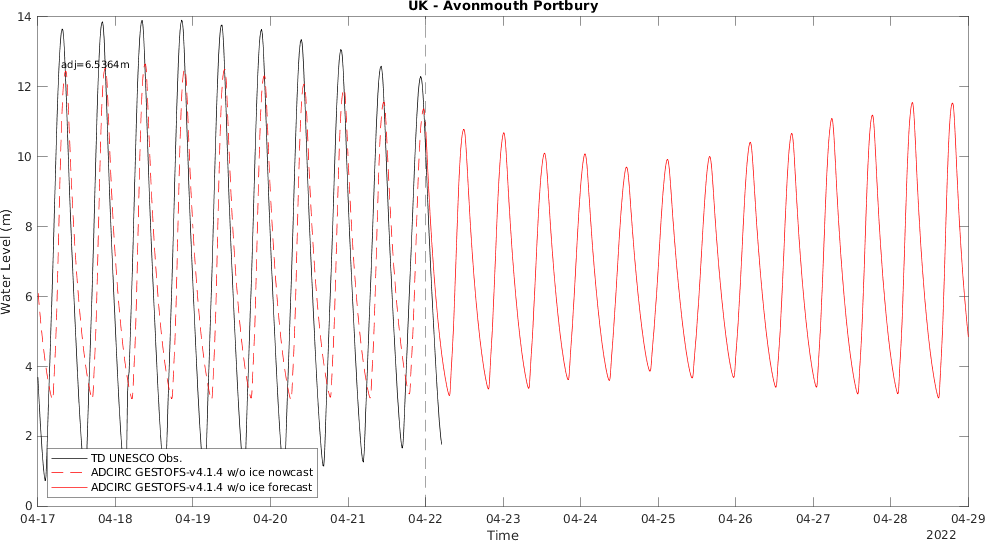 UK - Avonmouth Portbury
14
12
10
8
6
4
2
0
Water Level (m)
adj=6.5364m
TD UNESCO Obs.
ADCIRC GESTOFS-v4.1.4 w/o ice nowcast
ADCIRC GESTOFS-v4.1.4 w/o ice forecast
04-17 04-18 04-19 04-20 04-21 04-22 04-23 04-24 04-25 04-26 04-27 04-28 04-29
Time
2022